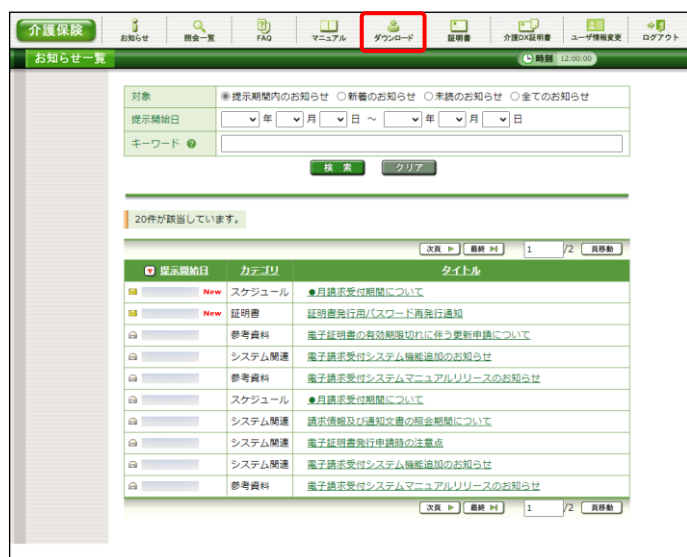 介護保険
お知らせ 照会一覧 FAQ マニュアル ダウンロード 証明書 介護DX証明書 ユーザ情報変更 ログアウト
お知らせ一覧 時刻 12:00:00
対象 提示期間内のお知らせ 新着のお知らせ 未読のお知らせ 全てのお知らせ
提示開始日 年 月 日 ～ 年 月 日
キーワード ?
検 索 クリア
20件が該当しています。
次頁 最終 1 /2 頁移動
提示開始日 カテゴリ タイトル
New スケジュール ●月請求受付期間について
New 証明書 証明書発行用パスワード再発行通知
参考資料 電子証明書の有効期限切れに伴う更新申請について
システム関連 電子請求受付システム機能追加のお知らせ
参考資料 電子請求受付システムマニュアルリリースのお知らせ
スケジュール ●月請求受付期間について
システム関連 請求情報及び通知文書の照会期間について
システム関連 電子証明書発行申請時の注意点
システム関連 電子請求受付システム機能追加のお知らせ
参考資料 電子請求受付システムマニュアルリリースのお知らせ
次頁 最終 1 /2 頁移動